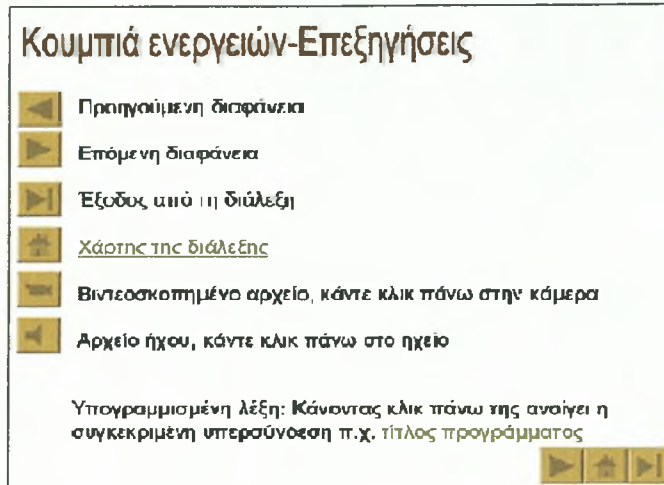 Κουμπιά ενεργειών-Επεξηγήσεις
Προηγούμενη διαφάνεια
Επόμενη διαφάνεια
Έξοδος από τη διάλεξη
Χάρτης της διάλεξης
Βιντεοσκοπημένο αρχείο, κάντε κλικ πάνω στην κάμερα
Αρχείο ήχου, κάντε κλικ πάνω στο ηχείο
Υπογραμμισμένη λέξη: Κάνοντας κλικ πάνω της ανοίγει η
συγκεκριμένη υπερσύνδεση π.χ. τίτλος προγράμματος